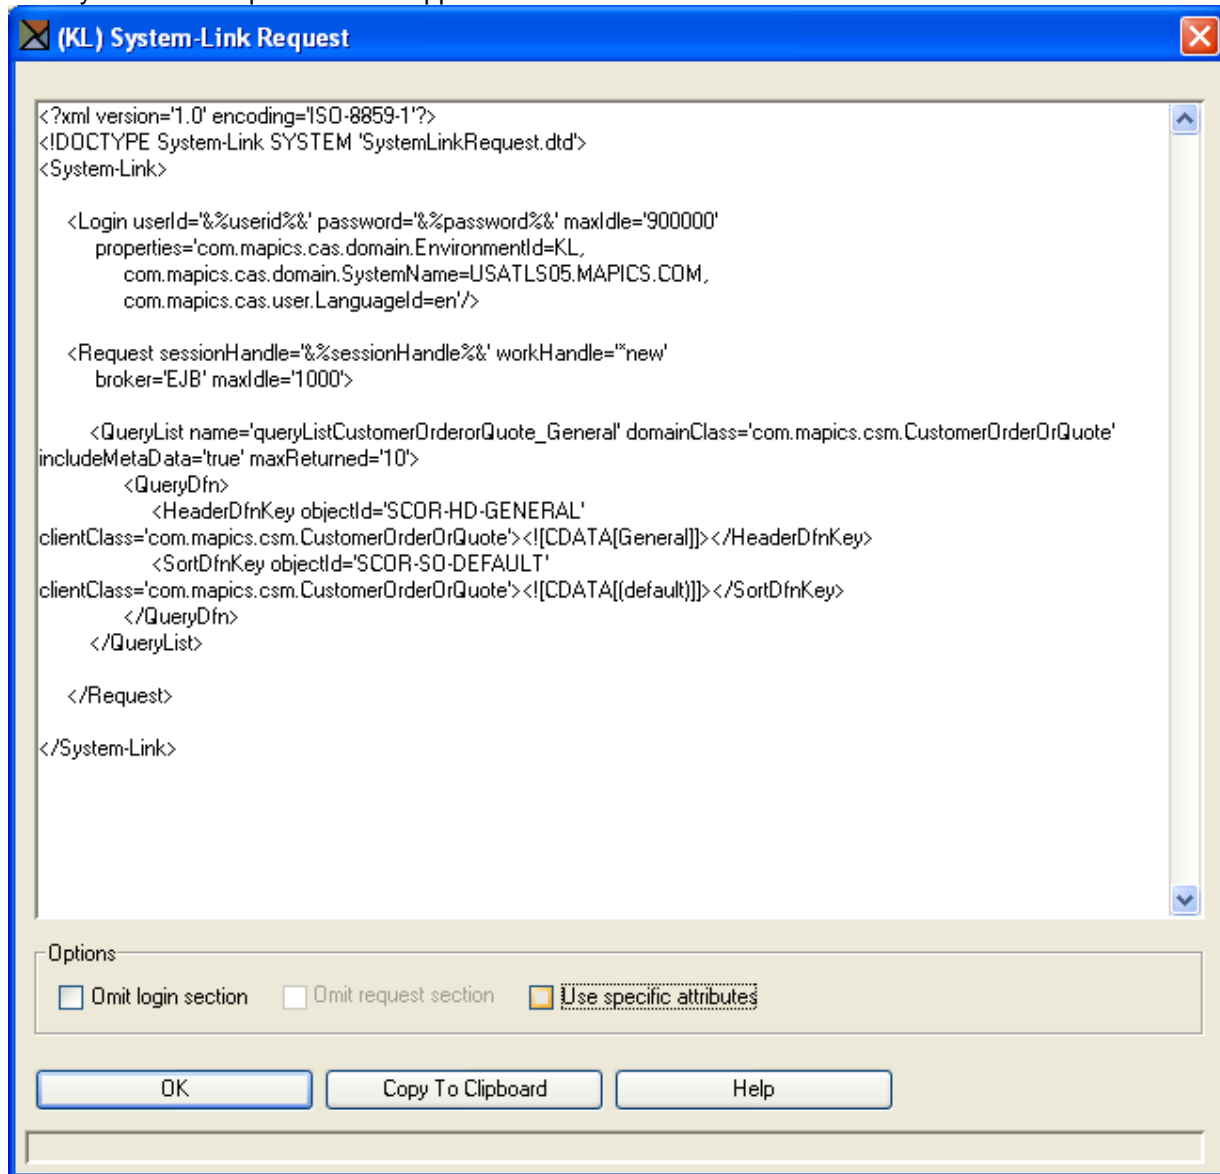 (KL) System-Link Request
<?xml version='1.0' encoding='ISO-8859-1'?>
<!DOCTYPE System-Link SYSTEM 'SystemLinkRequest.dtd'>
<System-Link>
<Login userId='&%userid%&' password='&%password%&' maxIdle='900000'
properties='com.mapics.cas.domain.EnvironmentId=KL,
com.mapics.cas.domain.SystemName=USATLS05.MAPICS.COM,
com.mapics.cas.user.LanguageId=en'/>
<Request sessionHandle='&%sessionHandle%&' workHandle='*new'
broker='EJB' maxIdle='1000'>
<QueryList name='queryListCustomerOrderorQuote_General' domainClass='com.mapics.csm.CustomerOrderOrQuote'
includeMetaData='true' maxReturned='10'>
<QueryDfn>
<HeaderDfnKey objectId='SCOR-HD-GENERAL'
clientClass='com.mapics.csm.CustomerOrderOrQuote'><![CDATA[General]]></HeaderDfnKey>
<SortDfnKey objectId='SCOR-SO-DEFAULT'
clientClass='com.mapics.csm.CustomerOrderOrQuote'><![CDATA[(default)]]></SortDfnKey>
</QueryDfn>
</QueryList>
</Request>
</System-Link>
Options
Omit login section Omit request section Use specific attributes
OK Copy To Clipboard Help